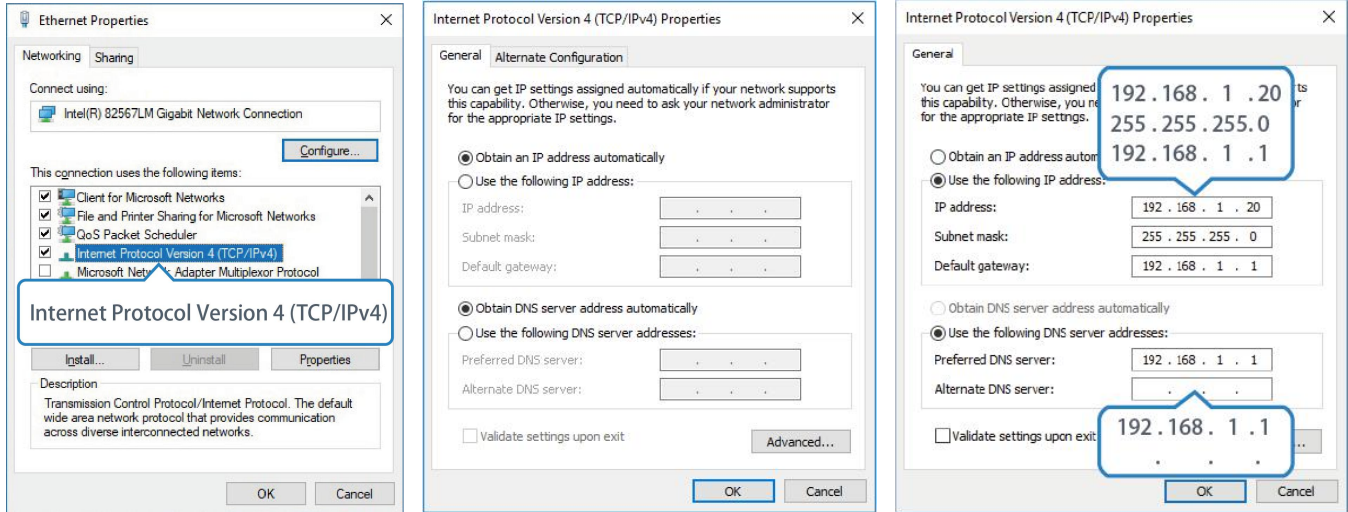 Ethernet Properties
Networking Sharing
Connect using:
Intel(R) 82567LM Gigabit Network Connection
Configure...
This connection uses the following items:
Client for Microsoft Networks
File and Printer Sharing for Microsoft Networks
QoS Packet Scheduler
Internet Protocol Version 4 (TCP/IPv4)
Microsoft Network Adapter Multiplexor Protocol
Internet Protocol Version 4 (TCP/IPv4)
Install... Uninstall Properties
Description
Transmission Control Protocol/Internet Protocol. The default
wide area network protocol that provides communication
across diverse interconnected networks.
OK Cancel
Internet Protocol Version 4 (TCP/IPv4) Properties
General Alternate Configuration
You can get IP settings assigned automatically if your network supports
this capability. Otherwise, you need to ask your network administrator
for the appropriate IP settings.
Obtain an IP address automatically
Use the following IP address:
IP address: . . .
Subnet mask: . . .
Default gateway: . . .
Obtain DNS server address automatically
Use the following DNS server addresses:
Preferred DNS server: . . .
Alternate DNS server: . . .
Validate settings upon exit
Advanced...
OK Cancel
Internet Protocol Version 4 (TCP/IPv4) Properties
General
You can get IP settings assigned
this capability. Otherwise, you
for the appropriate IP settings.
192.168. 1 .20
255.255.255.0
192.168. 1 .1
Obtain an IP address
Use the following IP address:
IP address: 192 . 168 . 1 . 20
Subnet mask: 255 . 255 . 255 . 0
Default gateway: 192 . 168 . 1 . 1
Obtain DNS server address automatically
Use the following DNS server addresses:
Preferred DNS server: 192 . 168 . 1 . 1
Alternate DNS server: . . .
192.168. 1 .1
. . .
Validate settings upon exit
OK Cancel